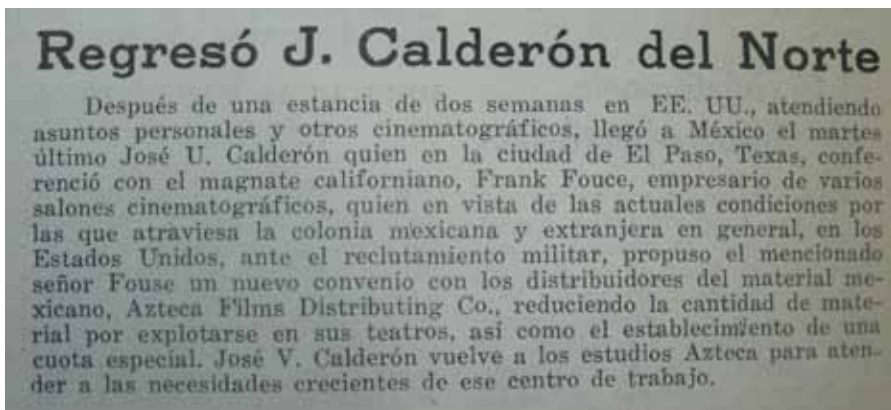 Regresó J. Calderón del Norte
Después de una estancia de dos semanas en EE. UU., atendiendo
asuntos personales y otros cinematográficos, llegó a México el martes
último José U. Calderón quien en la ciudad de El Paso, Texas, confe-
renció con el magnate californiano, Frank Fouce, empresario de varios
salones cinematográficos, quien en vista de las actuales condiciones por
las que atraviesa la colonia mexicana y extranjera en general, en los
Estados Unidos, ante el reclutamiento militar, propuso el mencionado
señor Fouse un nuevo convenio con los distribuidores del material me-
xicano, Azteca Films Distributing Co., reduciendo la cantidad de mate-
rial por explotarse en sus teatros, así como el establecimiento de una
cuota especial. José V. Calderón vuelve a los estudios Azteca para aten-
der a las necesidades crecientes de ese centro de trabajo.